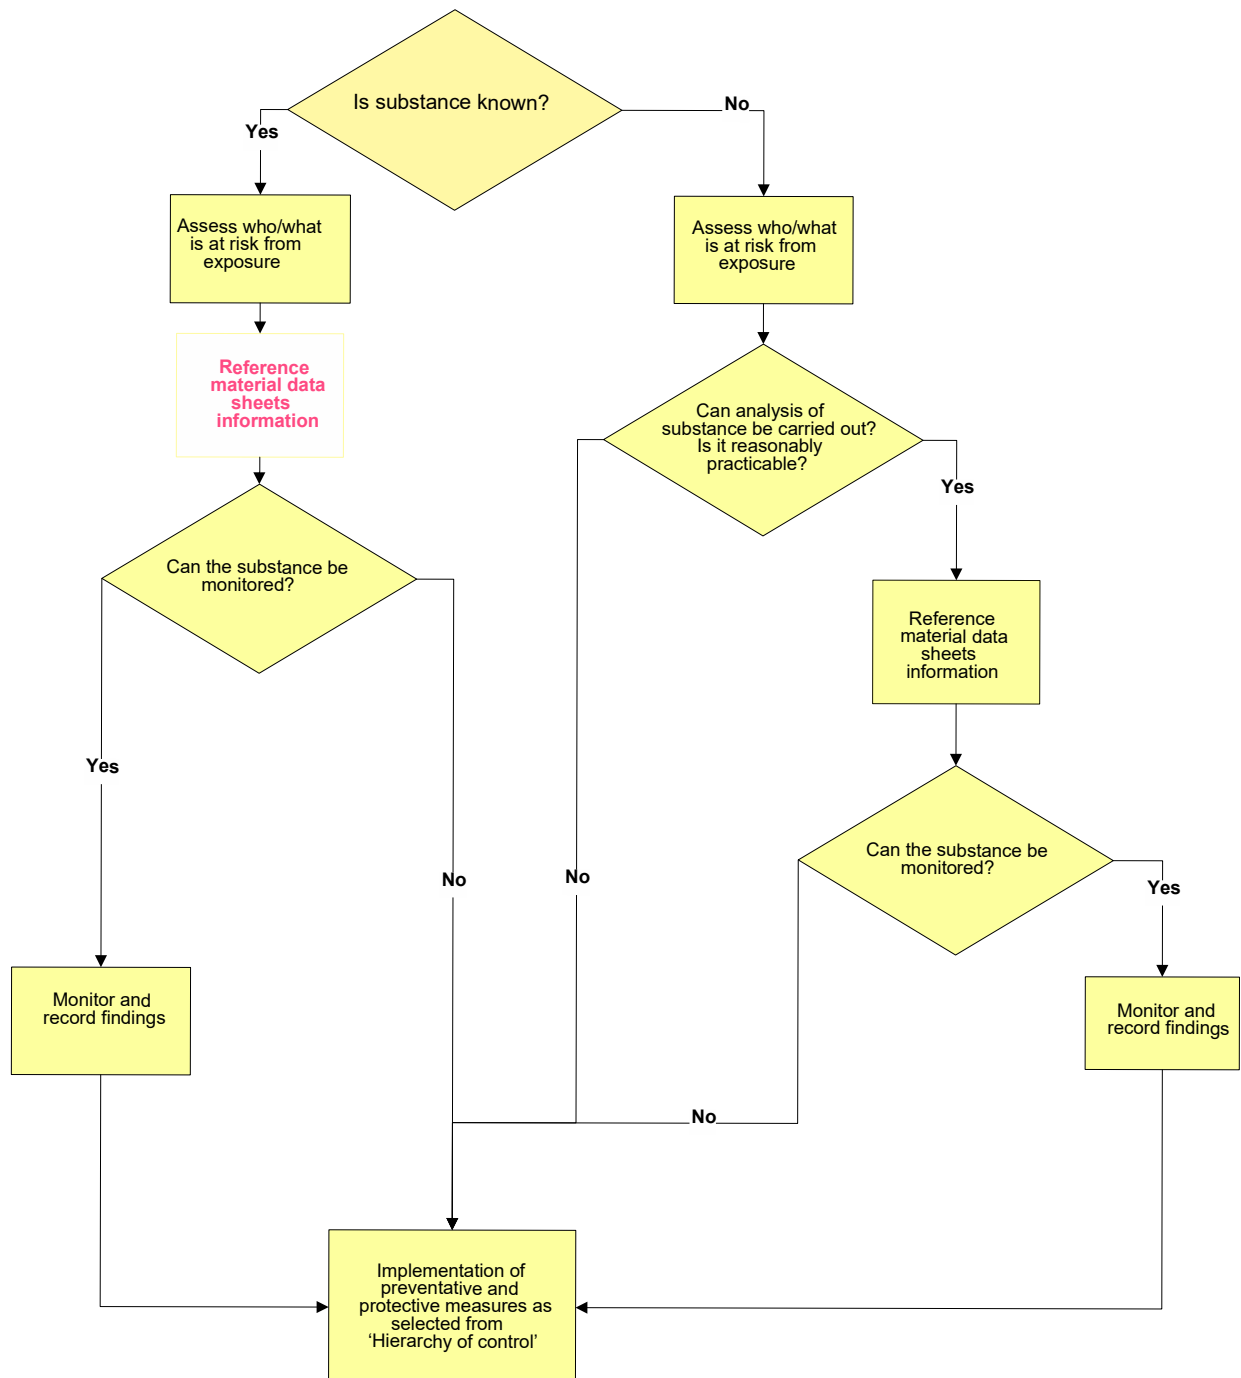 Is substance known?
No
Yes
Assess who/what
is at risk from
exposure
Assess who/what
is at risk from
exposure
Reference
material data
sheets
information
Can analysis of
substance be carried out?
Is it reasonably
practicable?
Yes
Can the substance be
monitored?
Reference
material data
sheets
information
Yes
Can the substance be
monitored?
No
No
Yes
Monitor and
record findings
Monitor and
record findings
No
Implementation of
preventative and
protective measures as
selected from
‘Hierarchy of control’